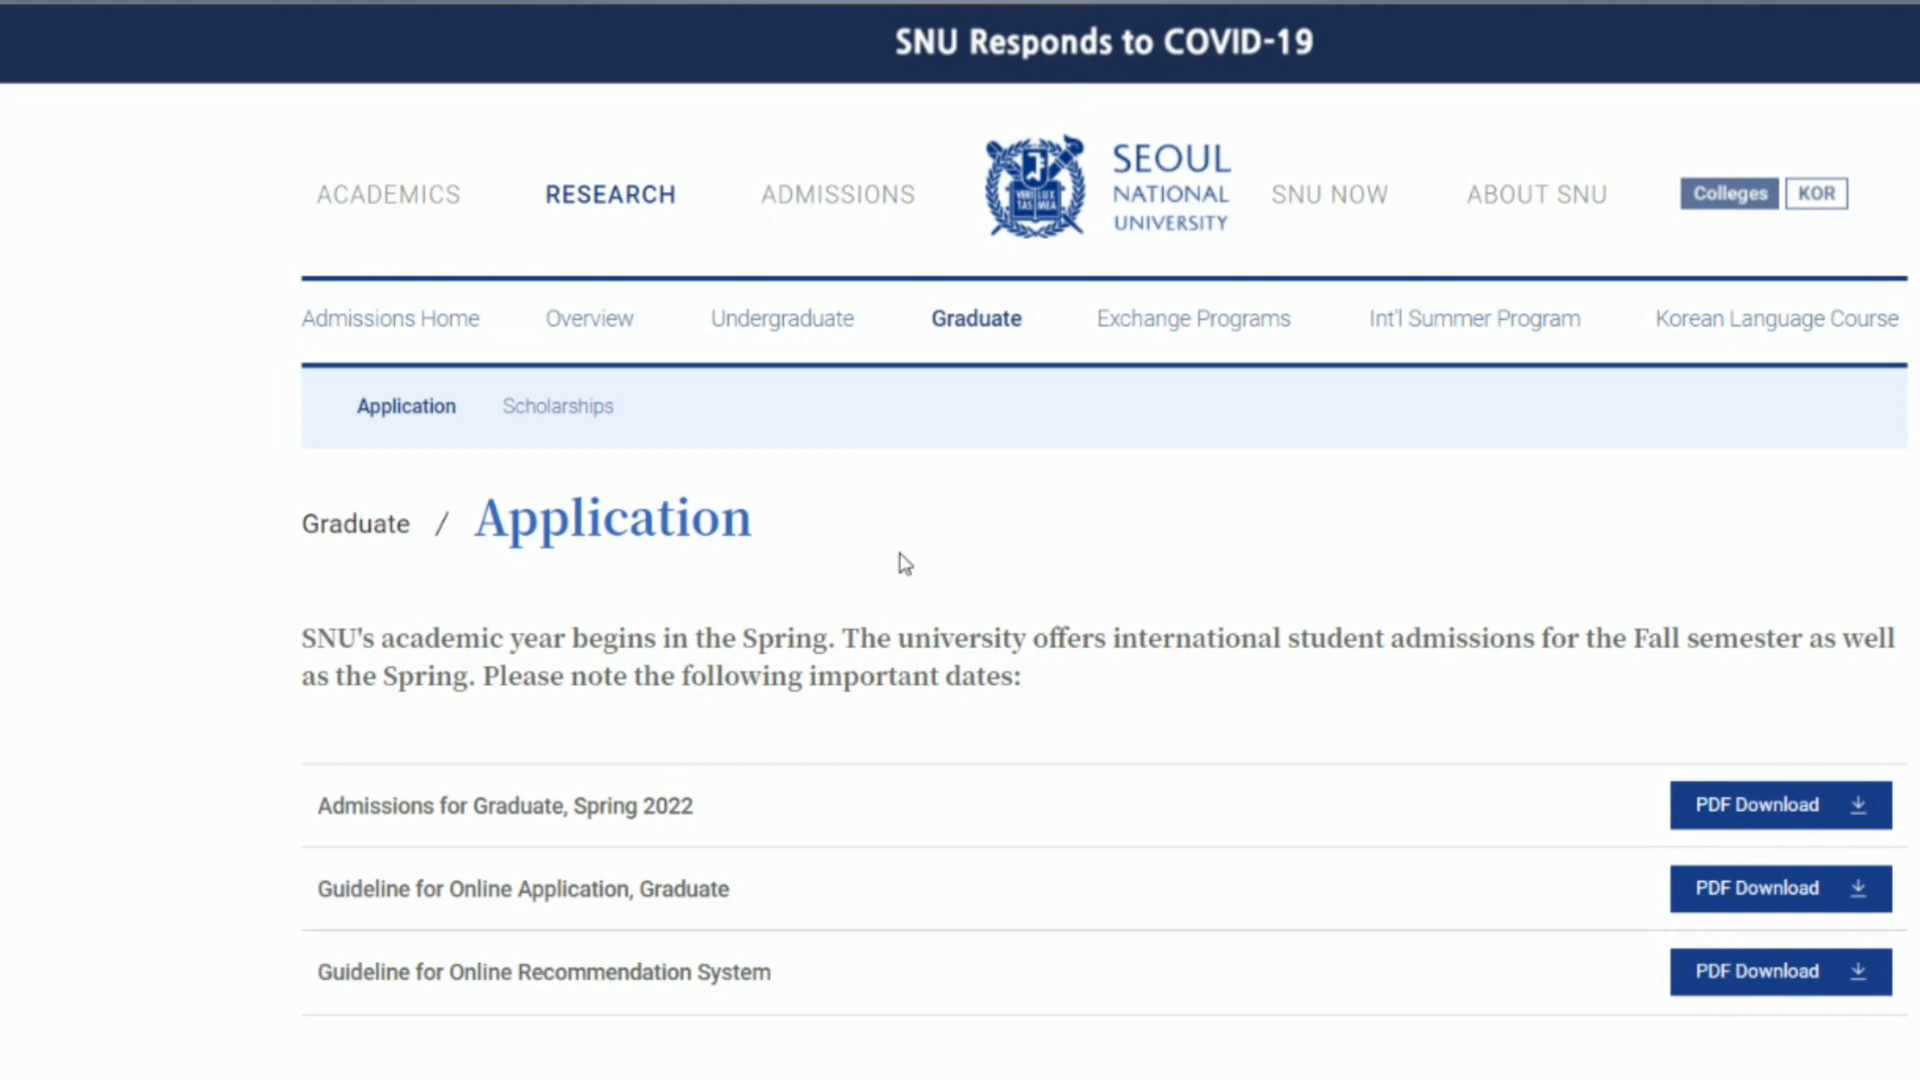 SNU Responds to COVID-19
ACADEMICS
RESEARCH
ADMISSIONS
VERI LUX
TAS MEA
SEOUL
NATIONAL
UNIVERSITY
SNU NOW
ABOUT SNU
Colleges
KOR
Admissions Home
Overview
Undergraduate
Graduate
Exchange Programs
Int'l Summer Program
Korean Language Course
Application
Scholarships
Graduate / Application
SNU's academic year begins in the Spring. The university offers international student admissions for the Fall semester as well
as the Spring. Please note the following important dates:
Admissions for Graduate, Spring 2022
PDF Download
Guideline for Online Application, Graduate
PDF Download
Guideline for Online Recommendation System
PDF Download